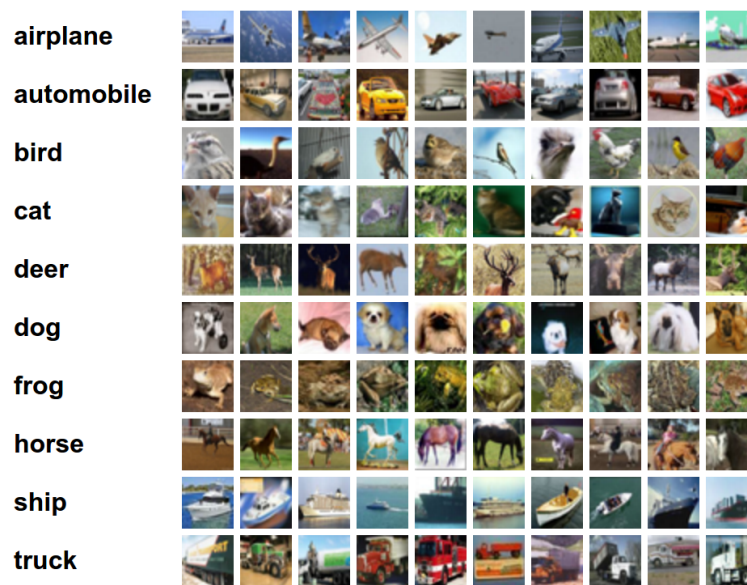 airplane
automobile
bird
cat
deer
dog
frog
horse
ship
truck